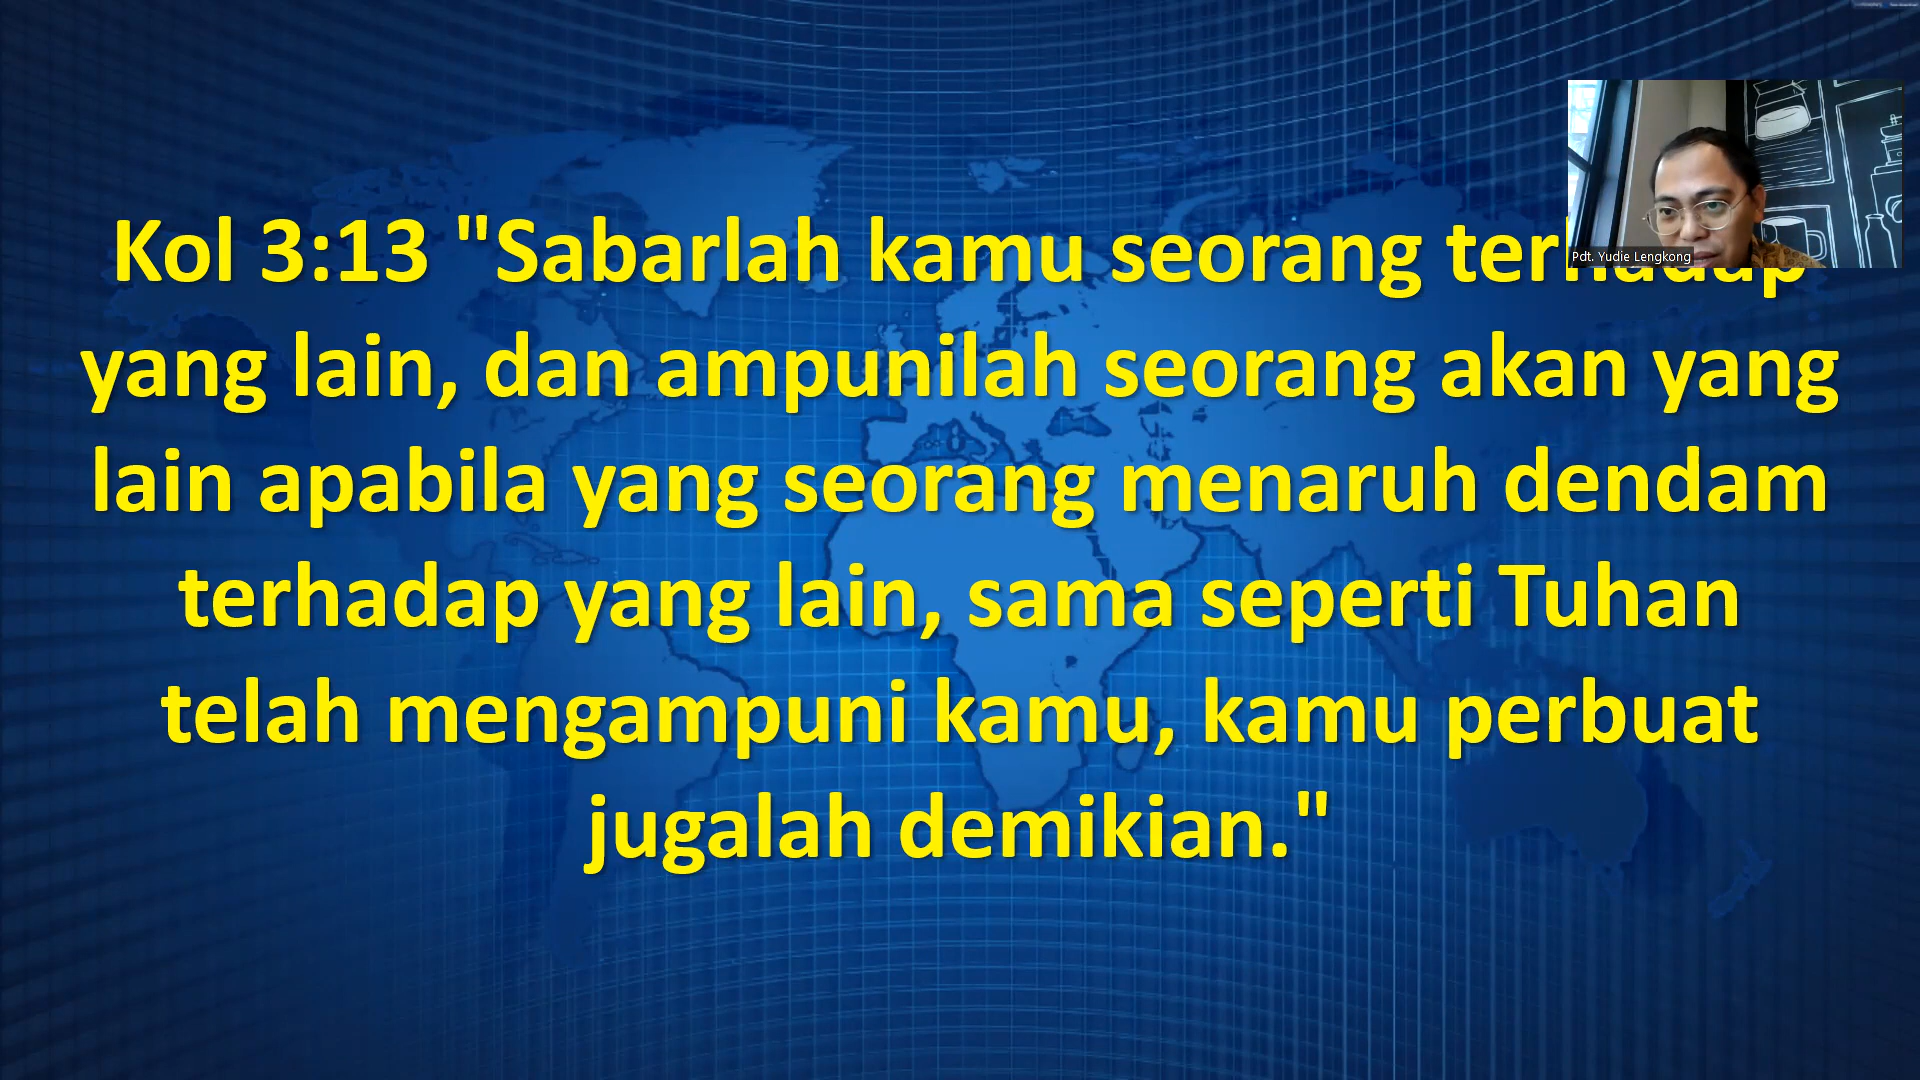 Kol 3:13 "Sabarlah kamu seorang terhadap
yang lain, dan ampunilah seorang akan yang
lain apabila yang seorang menaruh dendam
terhadap yang lain, sama seperti Tuhan
telah mengampuni kamu, kamu perbuat
jugalah demikian."
Pdt. Yudie Lengkong